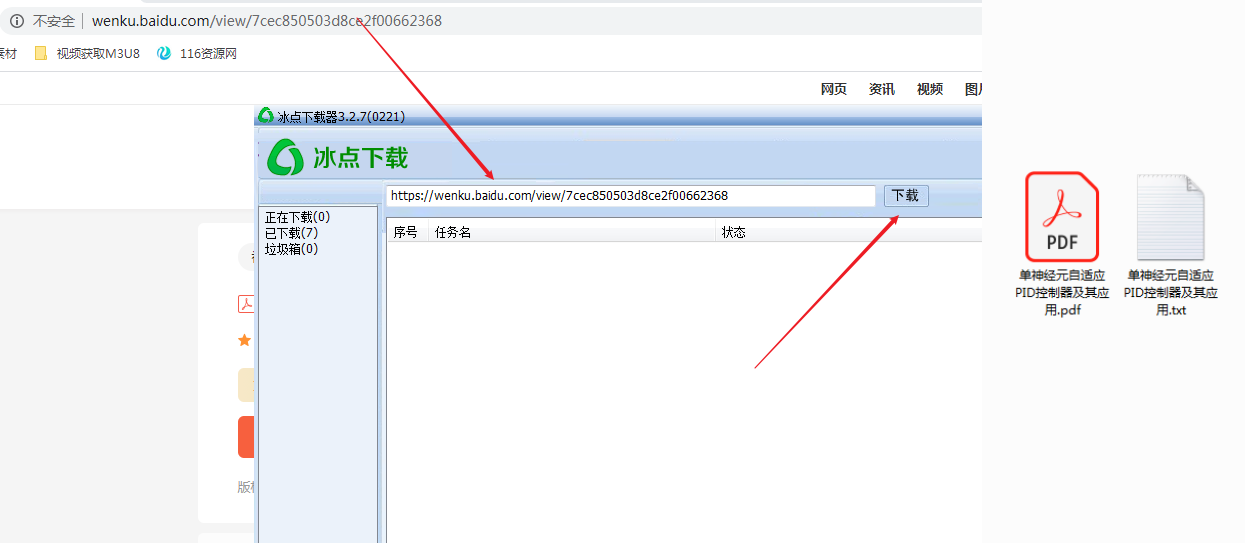 不安全 wenku.baidu.com/view/7cec850503d8ce2f00662368
素材 视频获取M3U8 116资源网
网页 资讯 视频 图片
冰点下载器3.2.7(0221)
冰点下载
https://wenku.baidu.com/view/7cec850503d8ce2f00662368 下载
正在下载(0)
已下载(7)
垃圾箱(0)
序号 任务名 状态
版权
PDF
单神经元自适应
PID控制器及其应
用.pdf
单神经元自适应
PID控制器及其应
用.txt